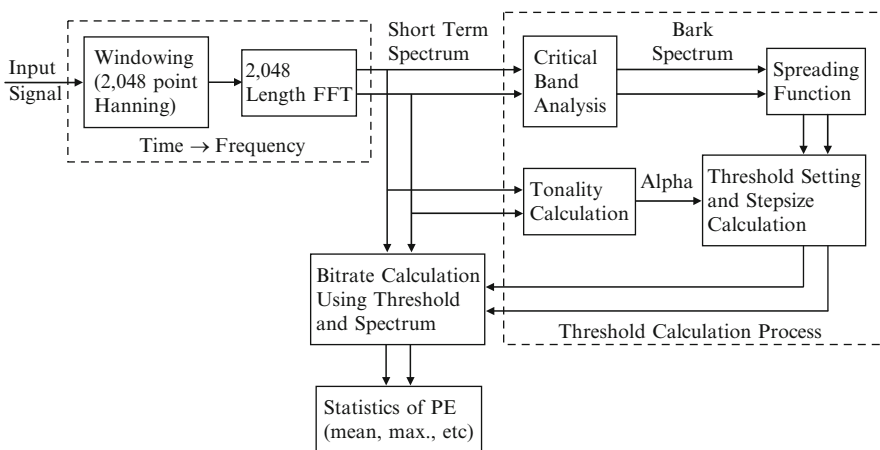 Input
Signal
Windowing
(2,048 point
Hanning)
2,048
Length FFT
Time → Frequency
Short Term
Spectrum
Critical
Band
Analysis
Bark
Spectrum
Spreading
Function
Tonality
Calculation
Alpha
Threshold Setting
and Stepsize
Calculation
Threshold Calculation Process
Bitrate Calculation
Using Threshold
and Spectrum
Statistics of PE
(mean, max., etc)